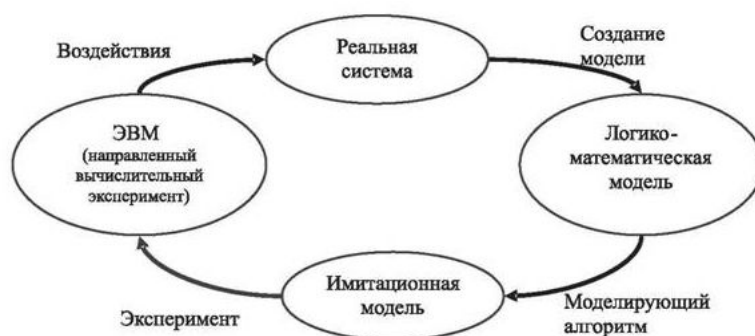 Воздействия
Реальная
система
Создание
модели
ЭВМ
(направленный
вычислительный
эксперимент)
Логико-
математическая
модель
Имитационная
модель
Эксперимент
Моделирующий
алгоритм